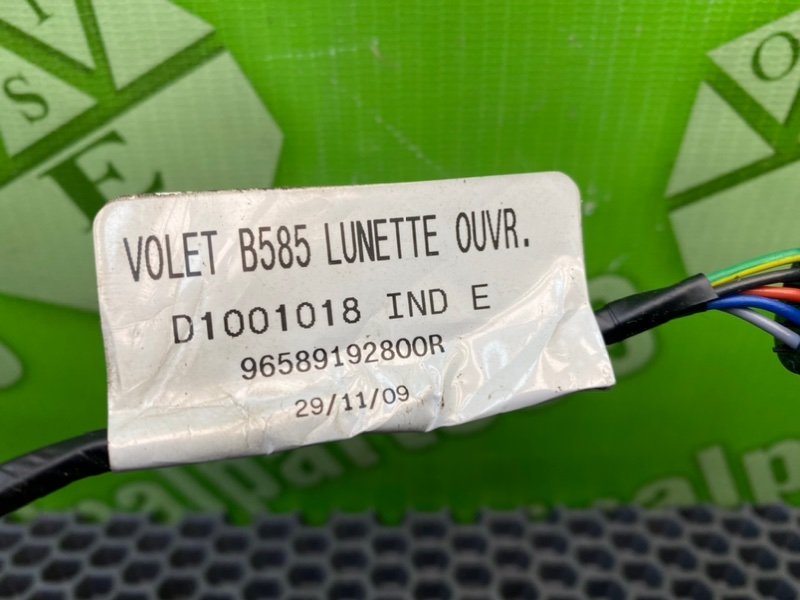 VOLET B585 LUNETTE OUVR.
D1001018 IND E
96589192800R
29/11/09
I
S
E
O